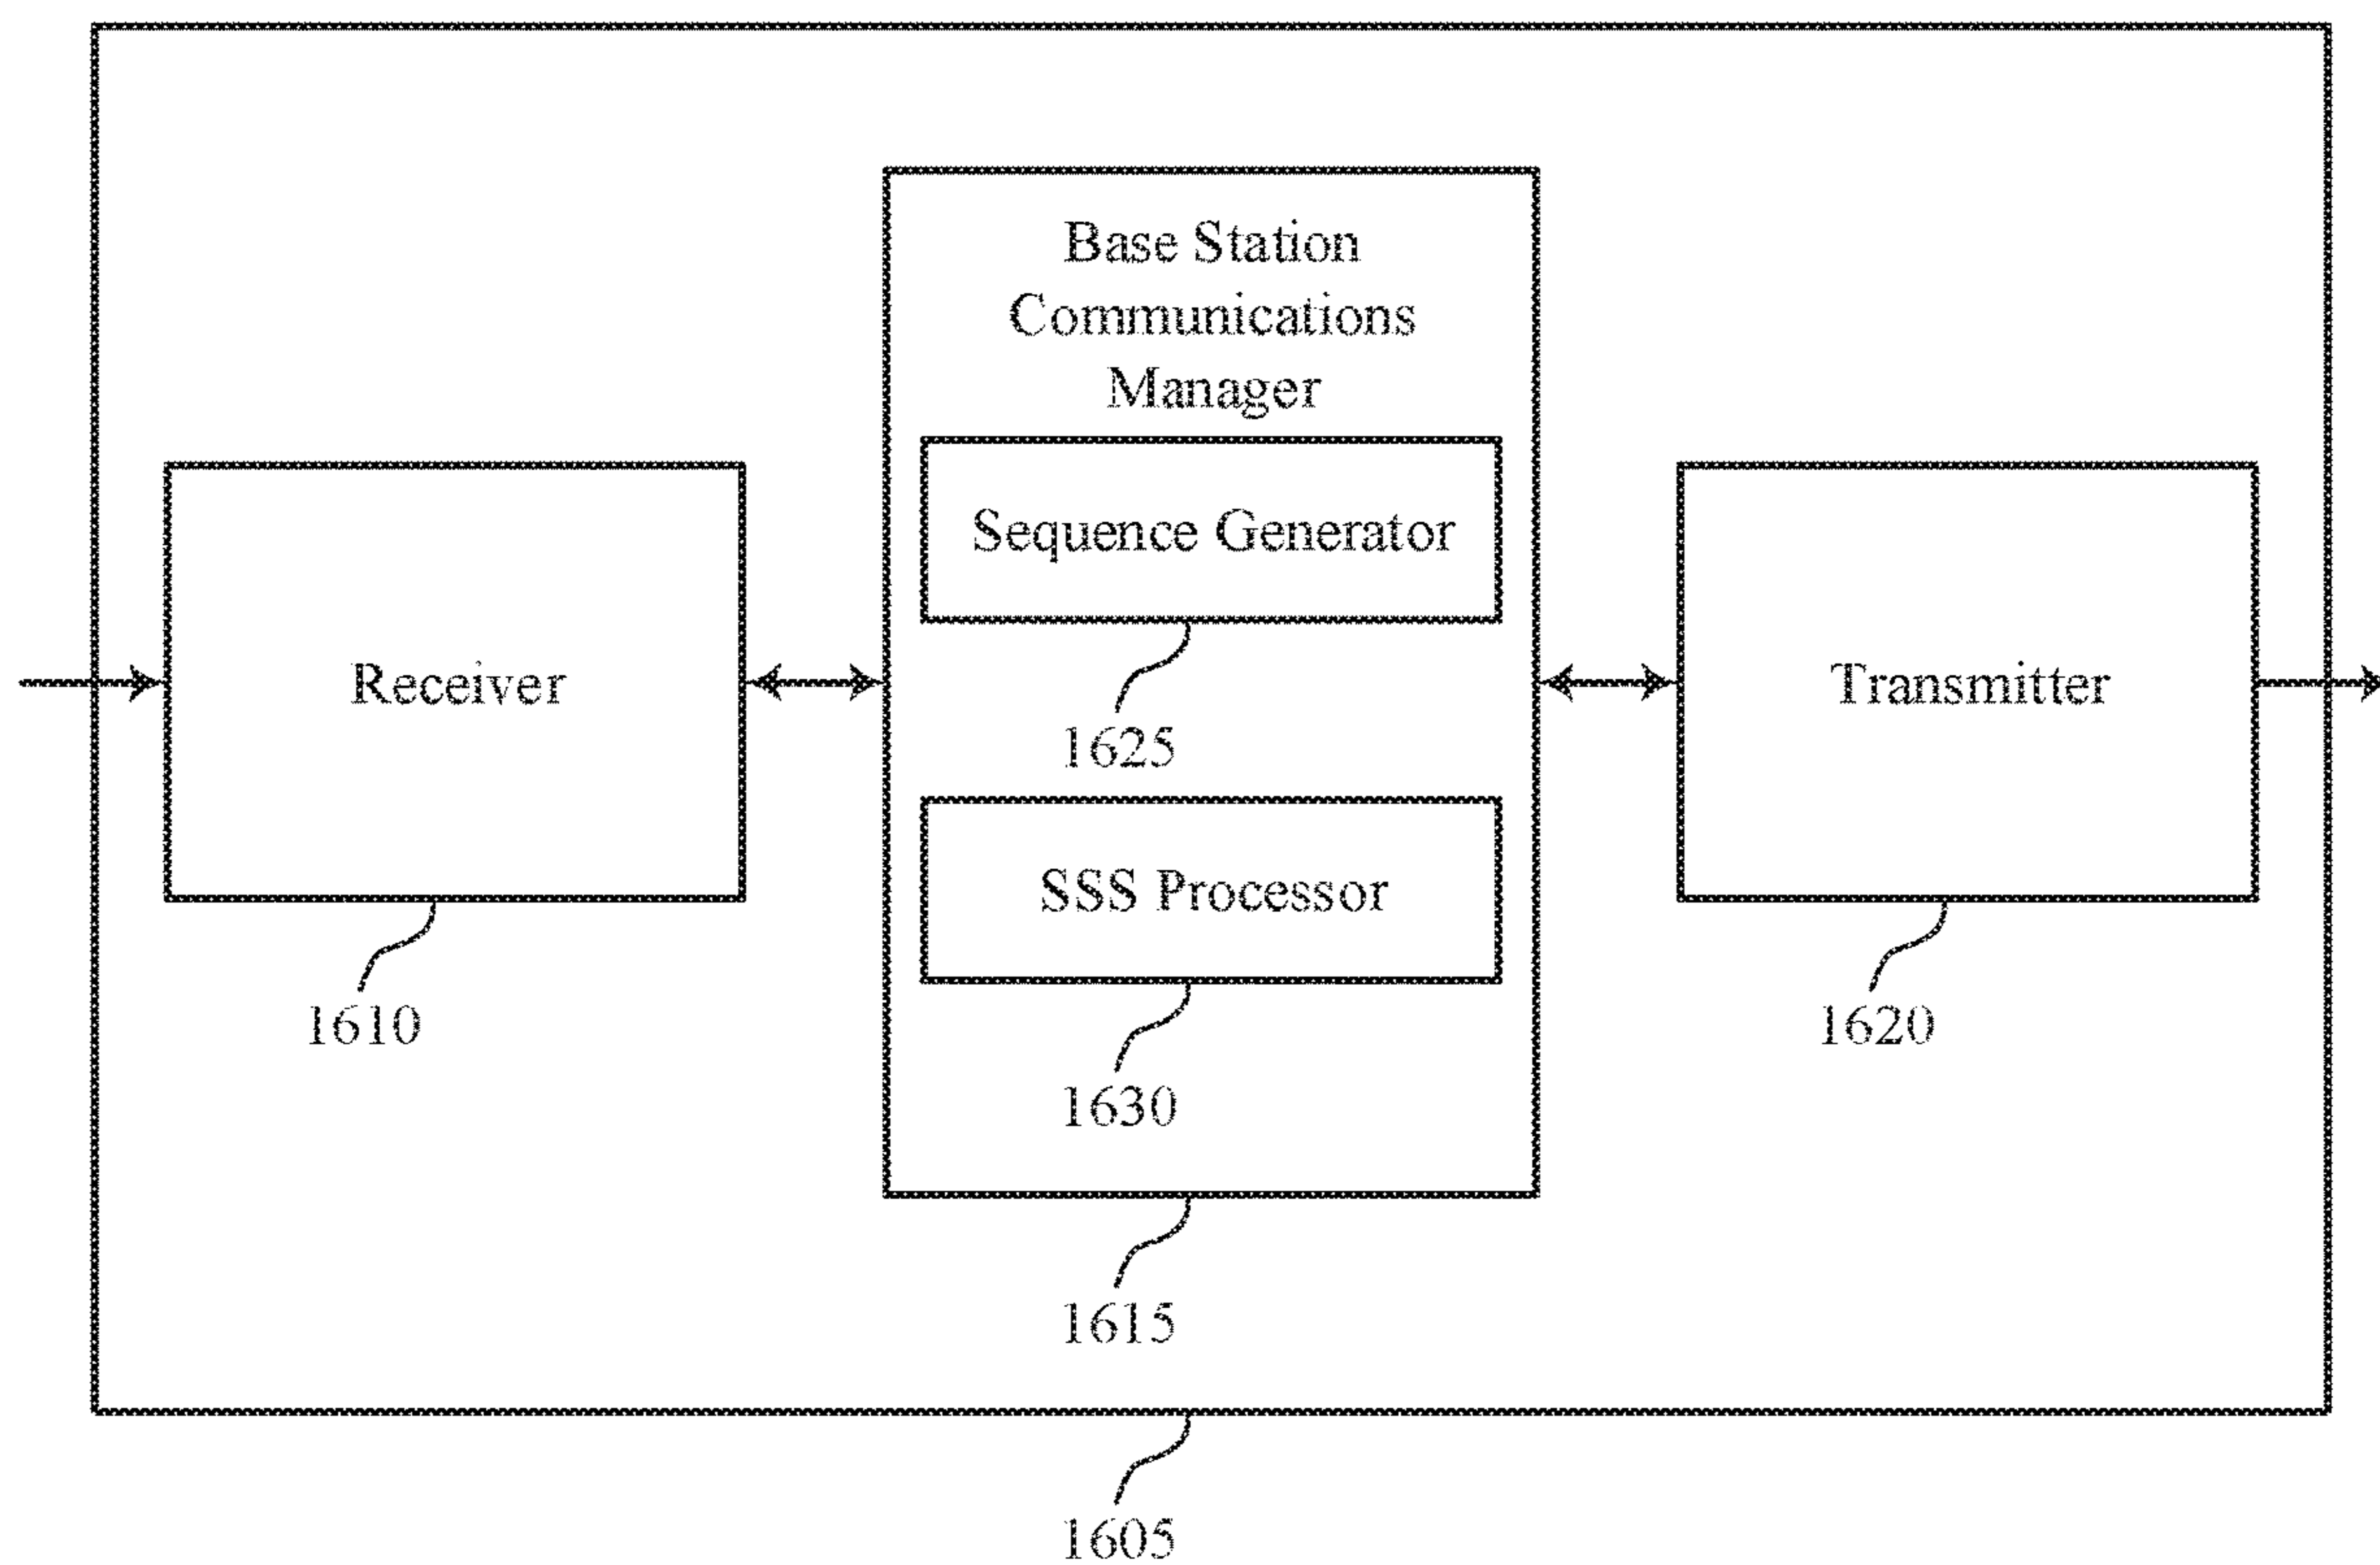 Base Station
Communications
Manager
Sequence Generator
Receiver
Transmitter
1625
SSS Processor
1610
1620
1630
1615
1605